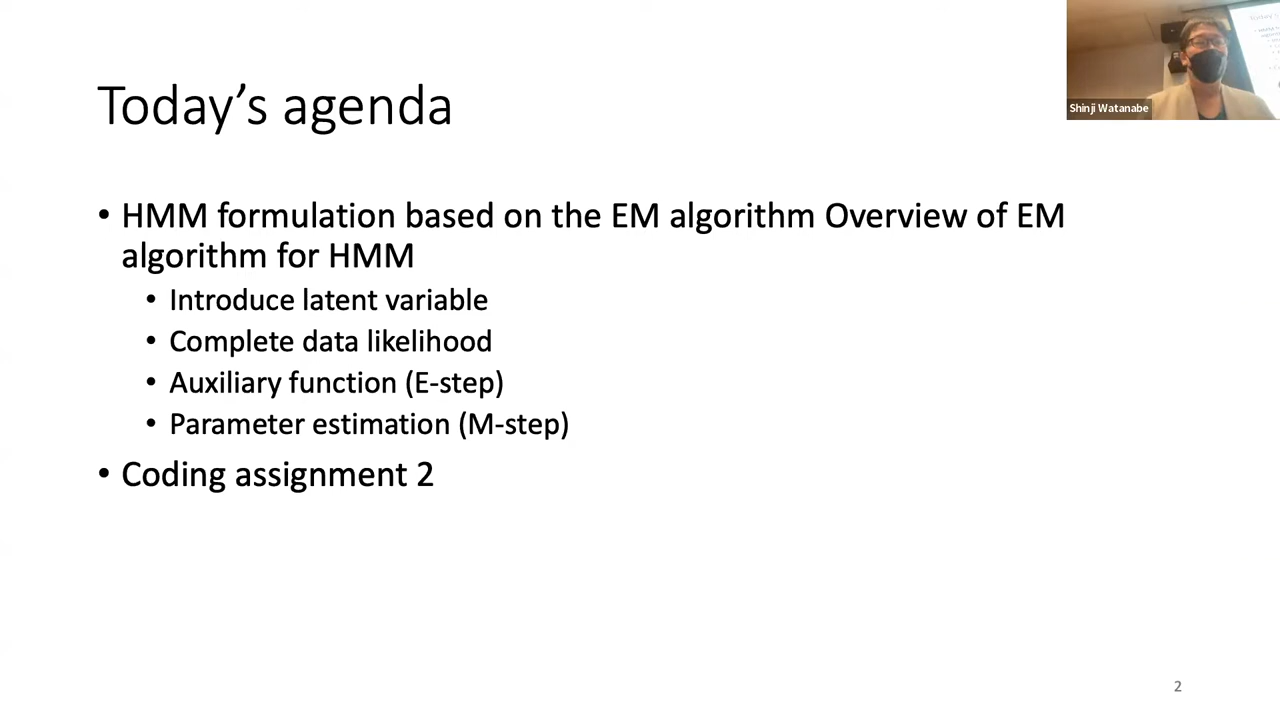 Today's agenda
Shinji Watanabe
• HMM formulation based on the EM algorithm Overview of EM
algorithm for HMM
• Introduce latent variable
• Complete data likelihood
• Auxiliary function (E-step)
• Parameter estimation (M-step)
• Coding assignment 2
2